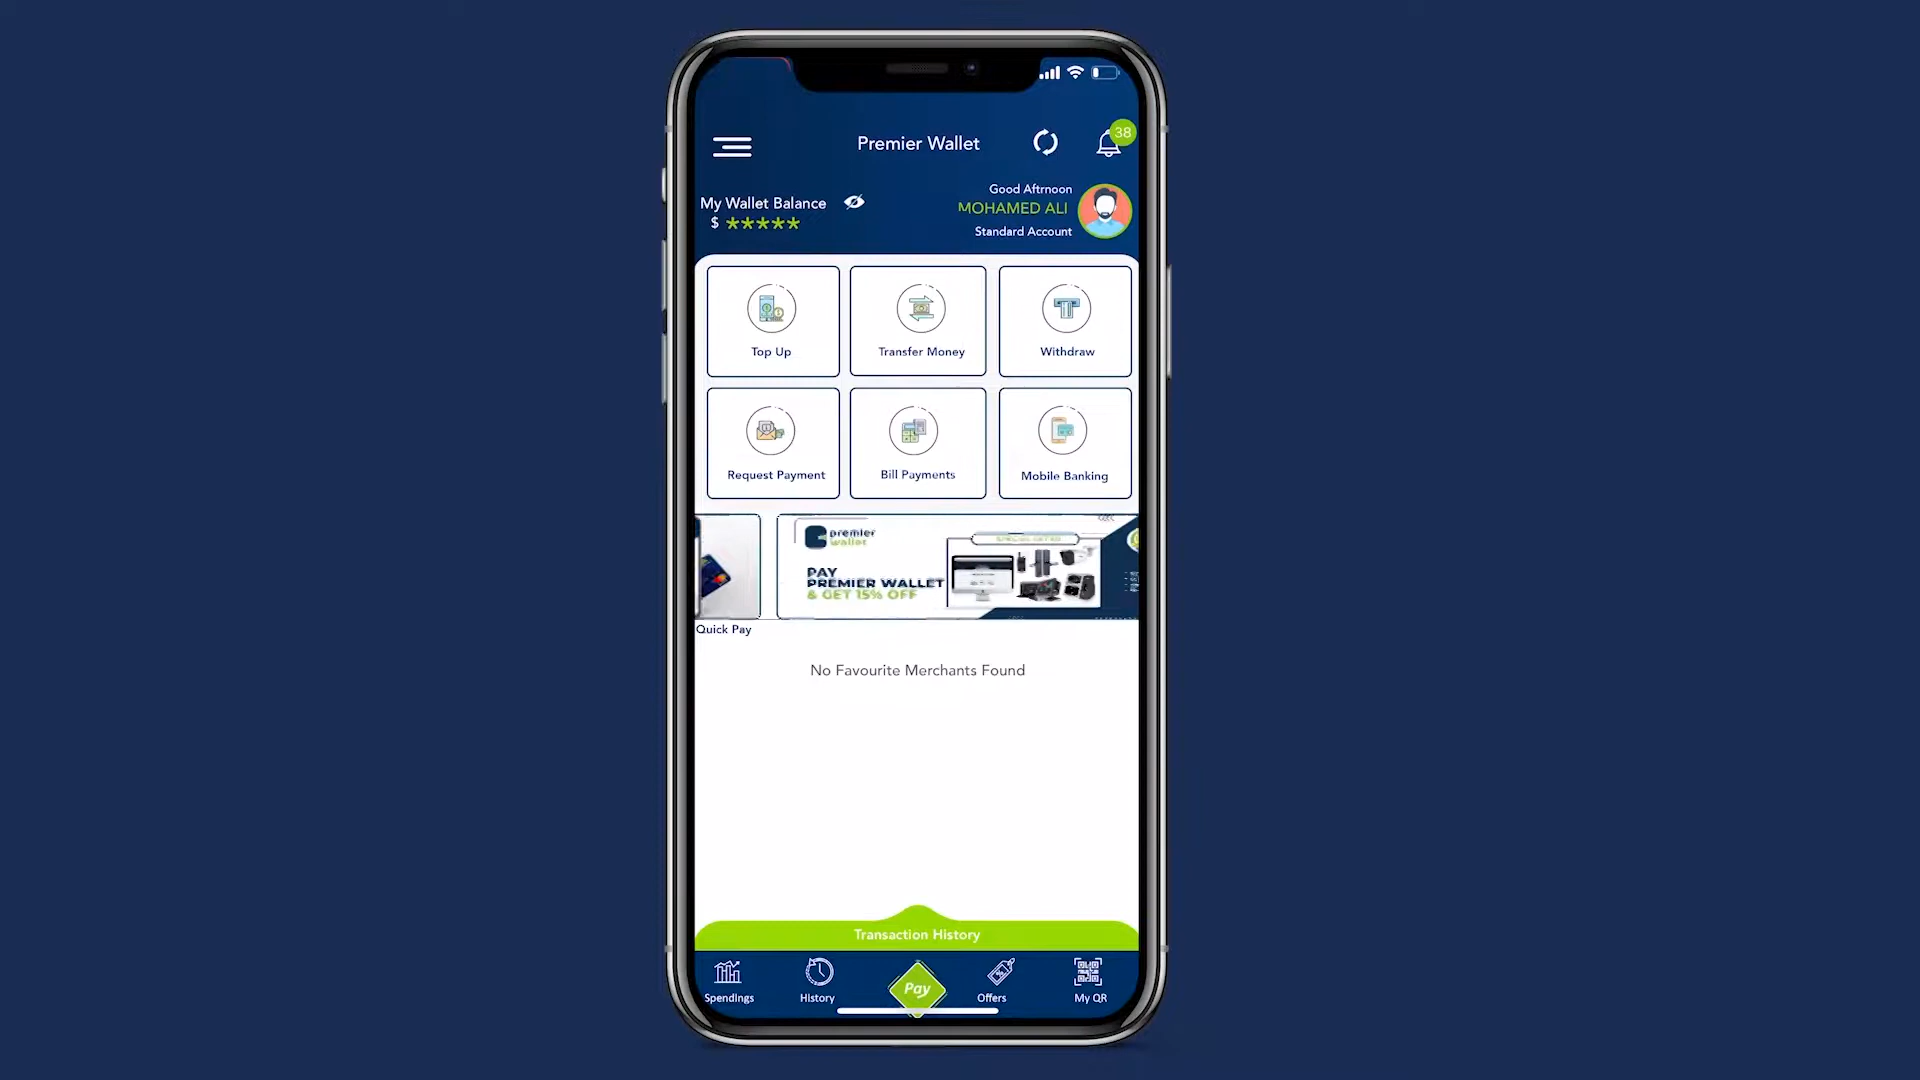 Premier Wallet
38
My Wallet Balance
$ *****
Good Aftrnoon
MOHAMED ALI
Standard Account
Top Up
Transfer Money
Withdraw
Request Payment
Bill Payments
Mobile Banking
premier
wallet
PAY
PREMIER WALLET
& GET 15% OFF
Quick Pay
No Favourite Merchants Found
Transaction History
Spendings
History
Pay
Offers
My QR